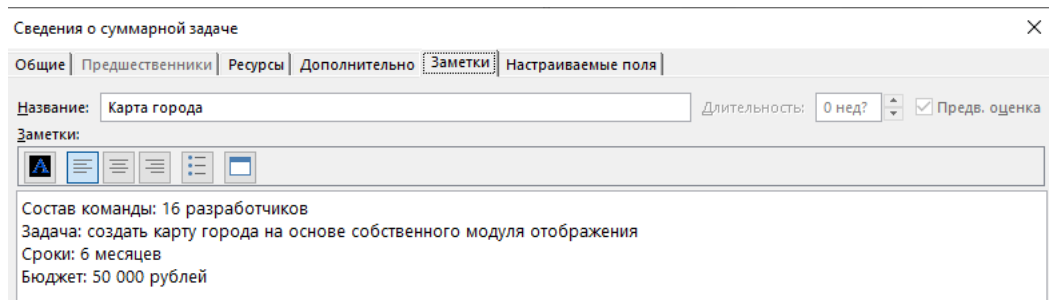 Сведения о суммарной задаче
Общие Предшественники Ресурсы Дополнительно Заметки Настраиваемые поля
Название: Карта города Длительность: 0 нед? Предв. оценка
Заметки:
A
Состав команды: 16 разработчиков
Задача: создать карту города на основе собственного модуля отображения
Сроки: 6 месяцев
Бюджет: 50 000 рублей